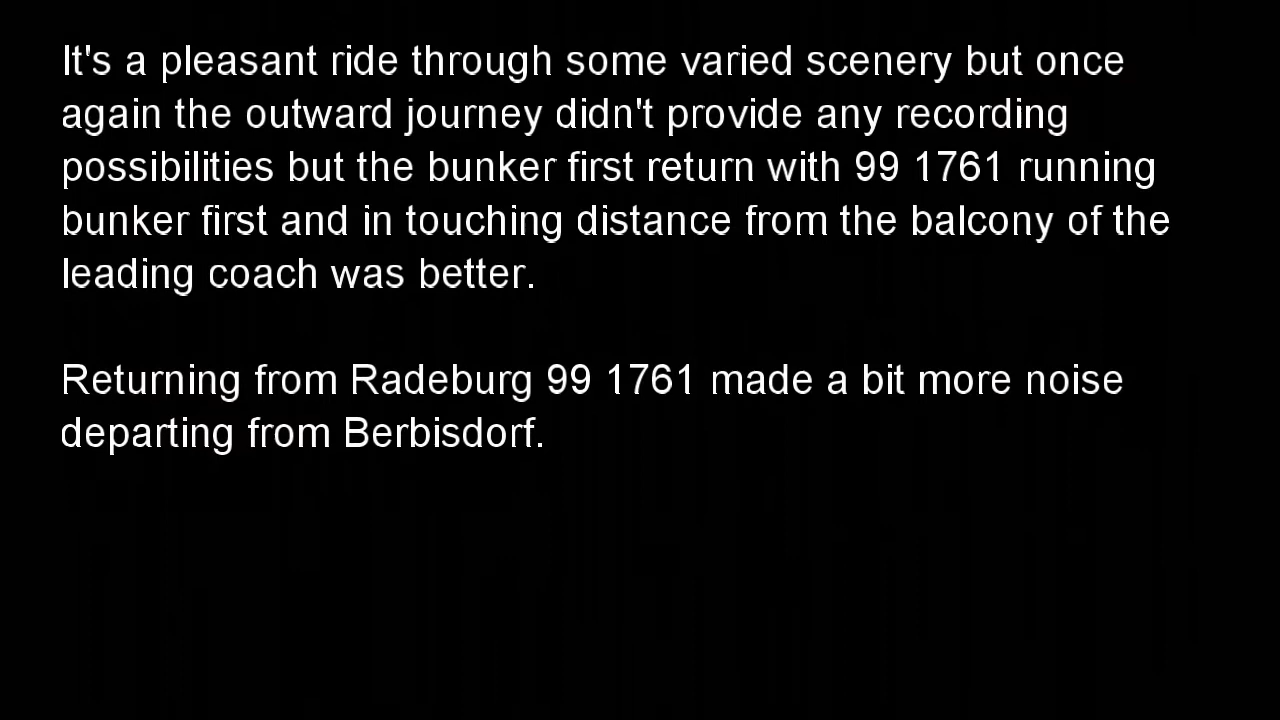 It's a pleasant ride through some varied scenery but once
again the outward journey didn't provide any recording
possibilities but the bunker first return with 99 1761 running
bunker first and in touching distance from the balcony of the
leading coach was better.
Returning from Radeburg 99 1761 made a bit more noise
departing from Berbisdorf.